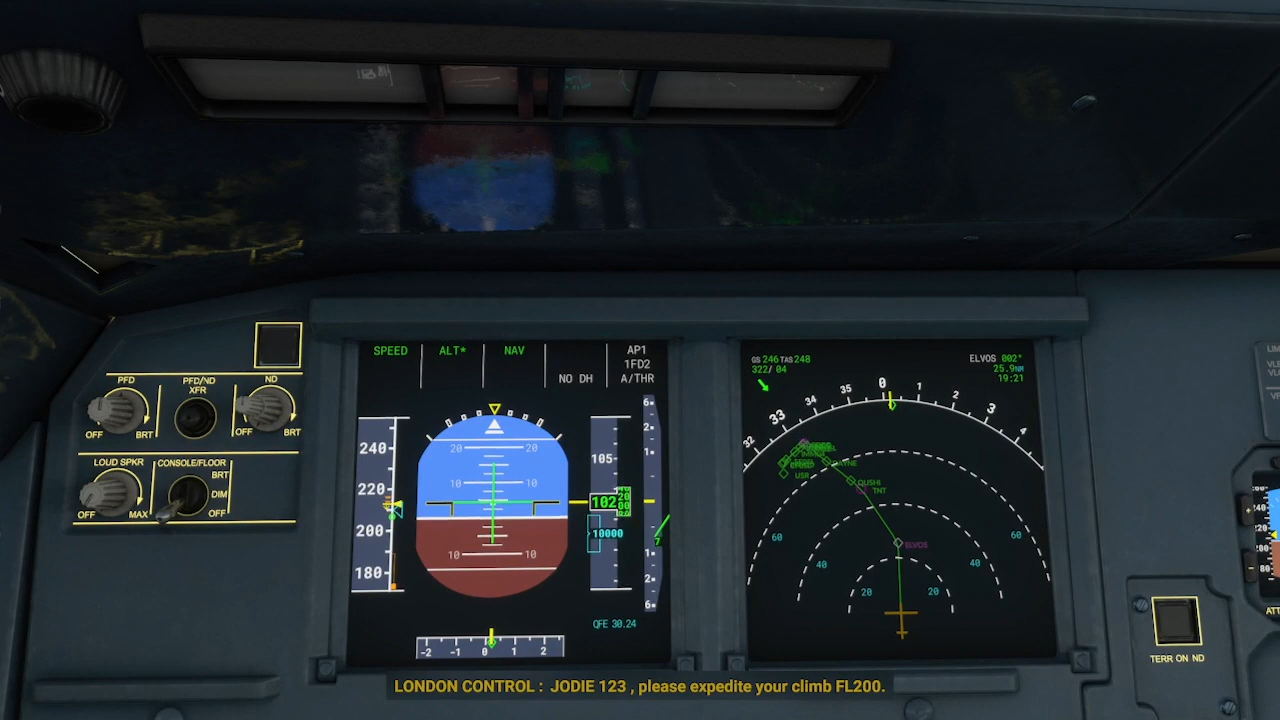 SPEED ALT* NAV AP1
1FD2
NO DH A/THR
GS 246 TAS 248
322/ 04
ELVOS 002°
25.9NM
19:21
PFD
PFD/ND
XFR
ND
OFF BRT
OFF BRT
LOUD SPKR
CONSOLE/FLOOR
BRT
DIM
OFF
OFF MAX
240
220
200
180
20 20
10 10
10 10
105
102
10000
6
2
1
7
1
2
6
QFE 30.24
-2 -1 0 1 2
32 33 34 35 0 1 2 3 4
USR
QUSHI
TNT
ELVOS
60 60
40 40
20 20
TERR ON ND
LONDON CONTROL : JODIE 123 , please expedite your climb FL200.